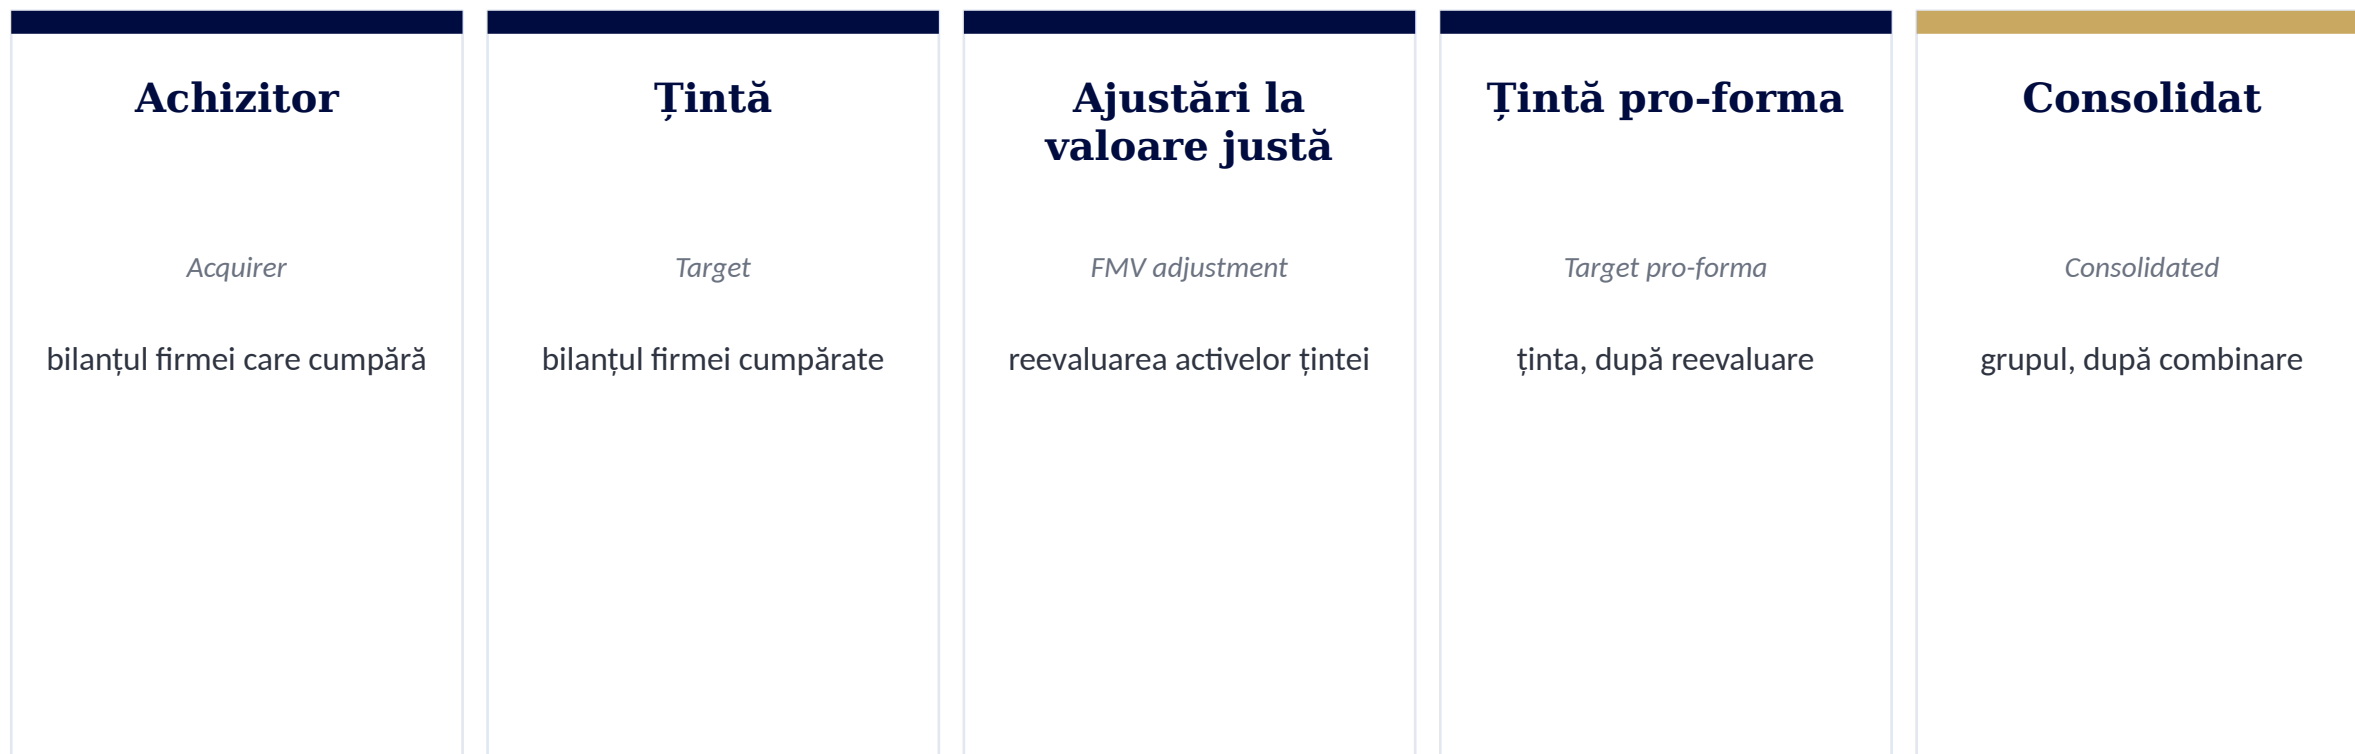 Achizitor
Acquirer
bilanțul firmei care cumpără
Țintă
Target
bilanțul firmei cumpărate
Ajustări la
valoare justă
FMV adjustment
reevaluarea activelor țintei
Țintă pro-forma
Target pro-forma
ținta, după reevaluare
Consolidat
Consolidated
grupul, după combinare